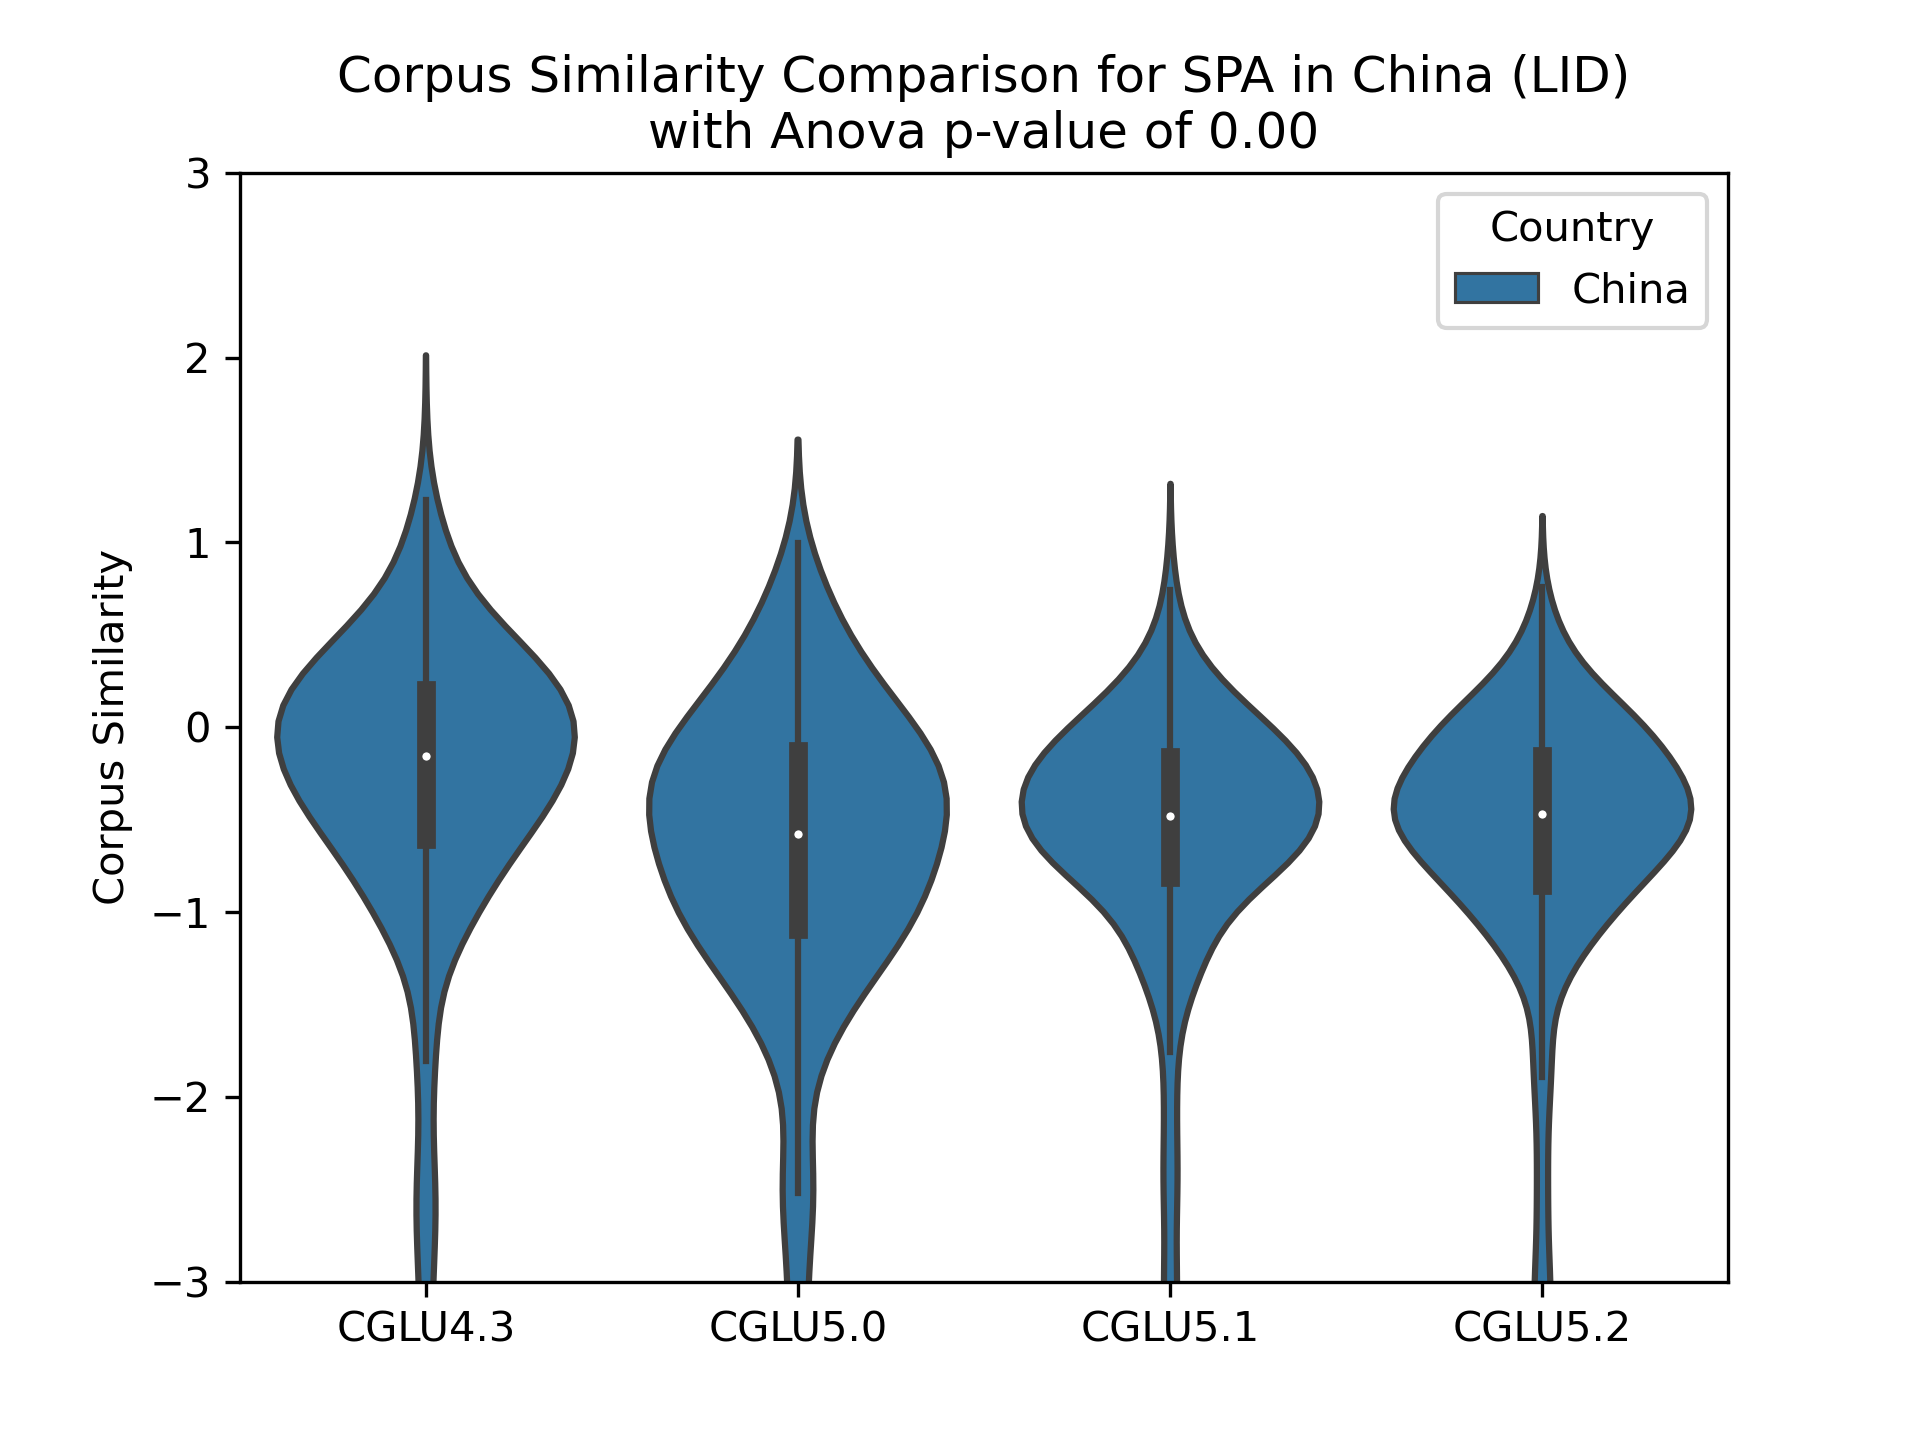 Corpus Similarity Comparison for SPA in China (LID)
with Anova p-value of 0.00
Corpus Similarity
3
2
1
0
−1
−2
−3
Country
China
CGLU4.3
CGLU5.0
CGLU5.1
CGLU5.2